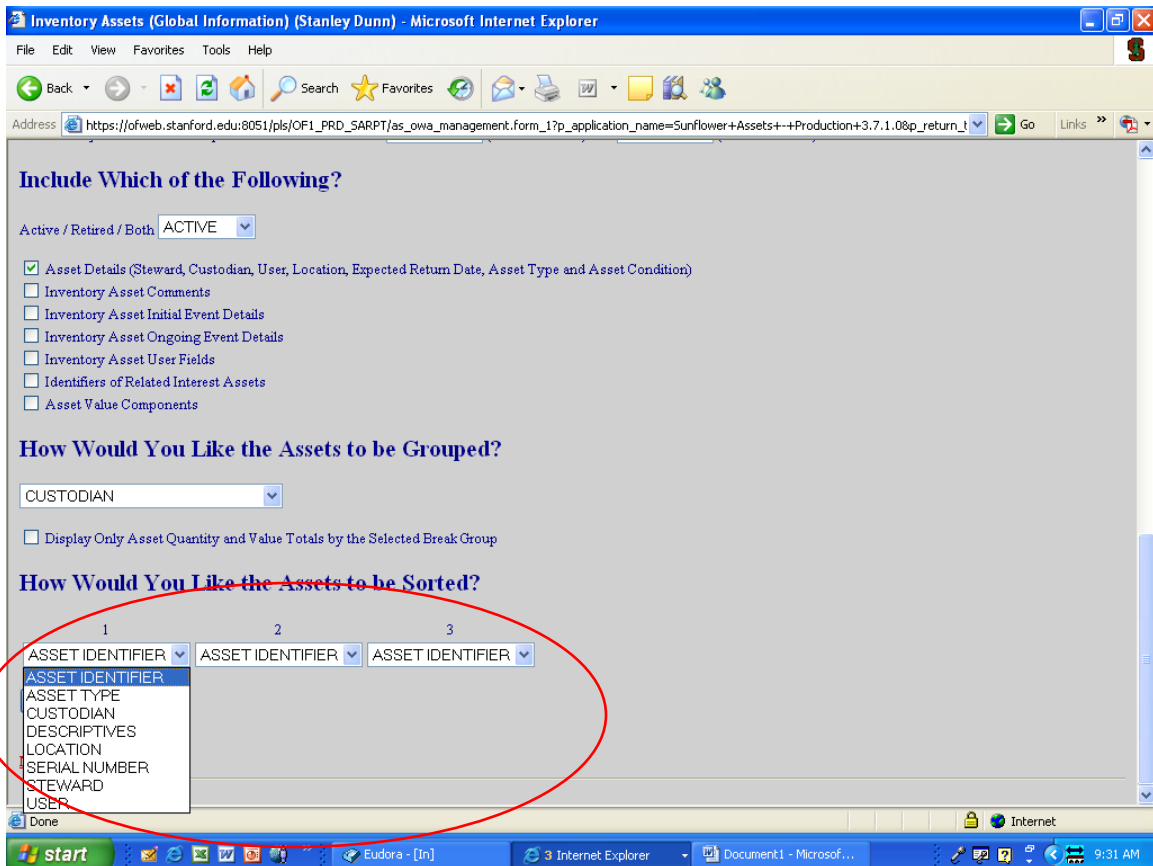 Inventory Assets (Global Information) (Stanley Dunn) - Microsoft Internet Explorer
File Edit View Favorites Tools Help
Back Search Favorites
Address https://ofweb.stanford.edu:8051/pls/OF1_PRD_SARPT/as_owa_management.form_1?p_application_name=Sunflower+Assets+-+Production+3.7.1.0&p_return_t Go Links »
Include Which of the Following?
Active / Retired / Both ACTIVE
Asset Details (Steward, Custodian, User, Location, Expected Return Date, Asset Type and Asset Condition)
Inventory Asset Comments
Inventory Asset Initial Event Details
Inventory Asset Ongoing Event Details
Inventory Asset User Fields
Identifiers of Related Interest Assets
Asset Value Components
How Would You Like the Assets to be Grouped?
CUSTODIAN
Display Only Asset Quantity and Value Totals by the Selected Break Group
How Would You Like the Assets to be Sorted?
1 2 3
ASSET IDENTIFIER ASSET IDENTIFIER ASSET IDENTIFIER
ASSET IDENTIFIER
ASSET TYPE
CUSTODIAN
DESCRIPTIVES
LOCATION
SERIAL NUMBER
STEWARD
USER
Done Internet
start Eudora - [In] 3 Internet Explorer Document1 - Microsof... 9:31 AM